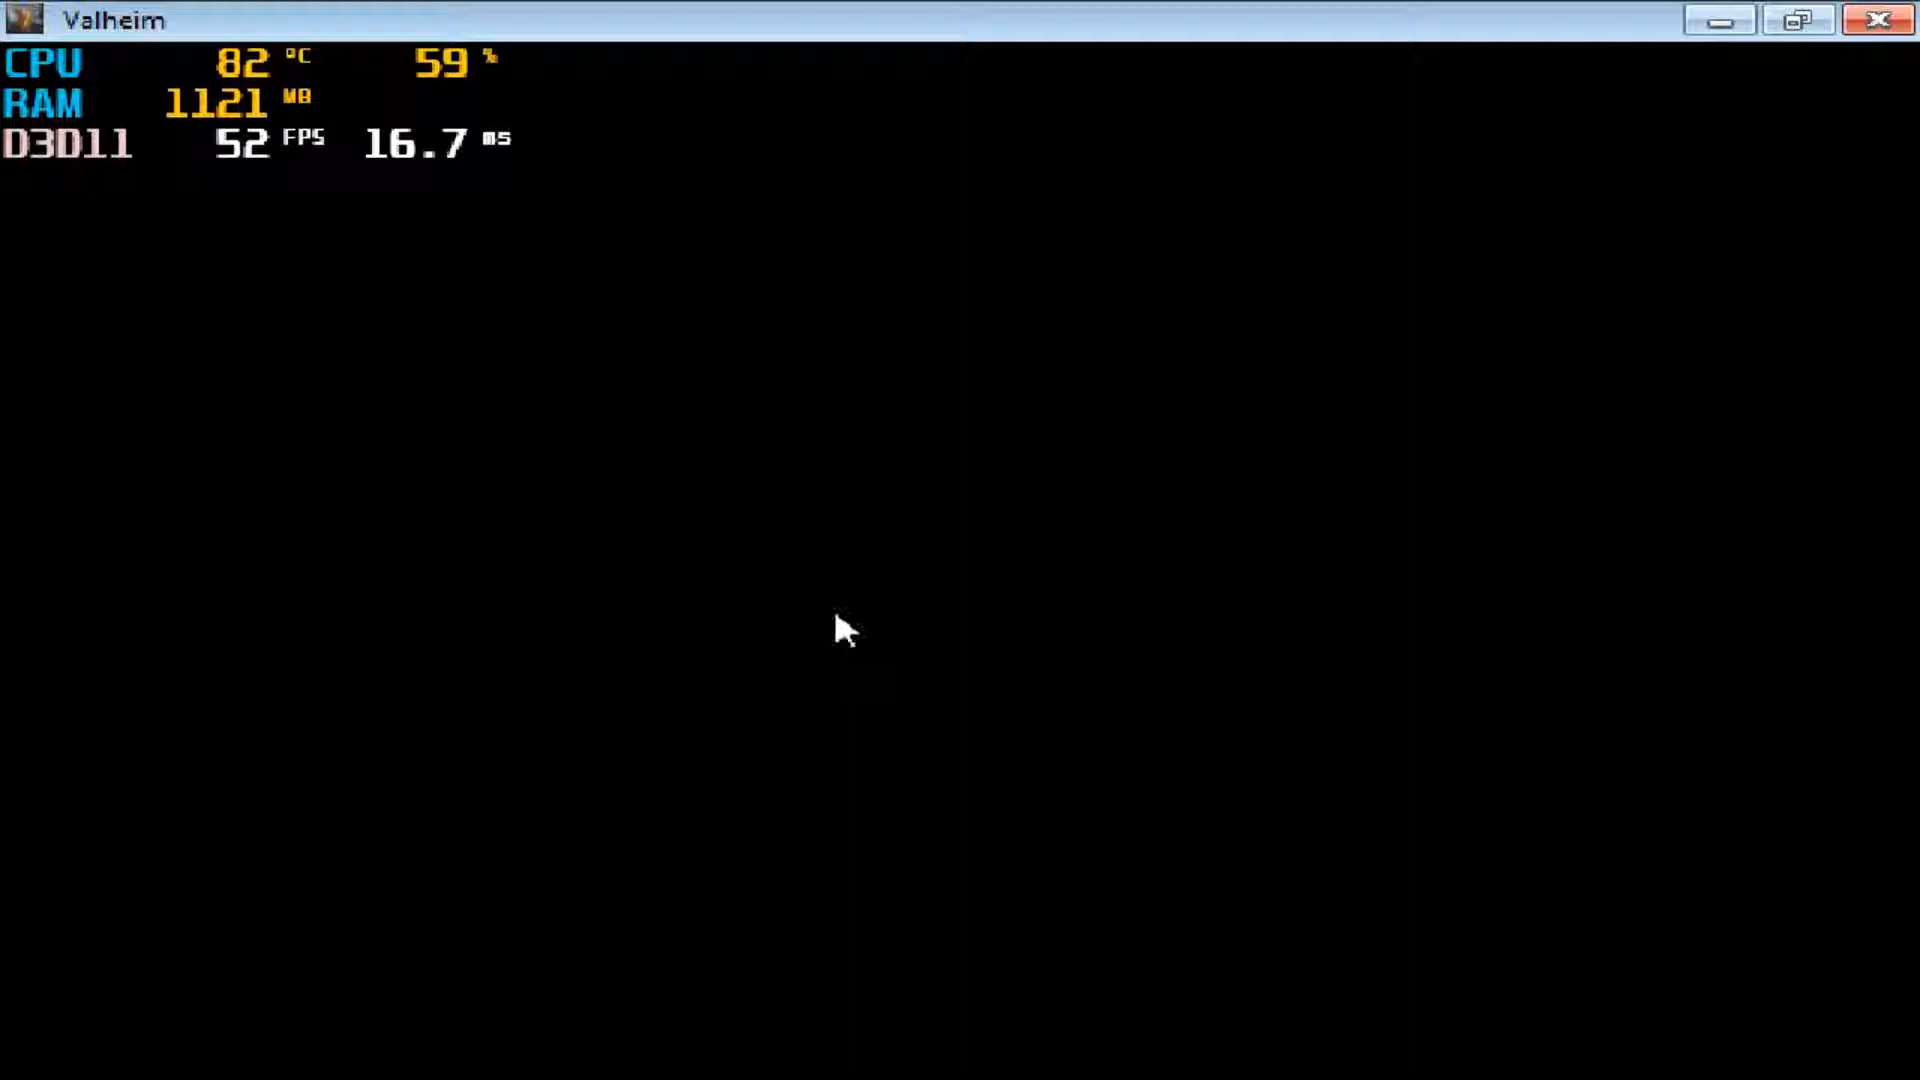 Valheim
CPU 82 °C 59 %
RAM 1121 MB
D3D11 52 FPS 16.7 ms